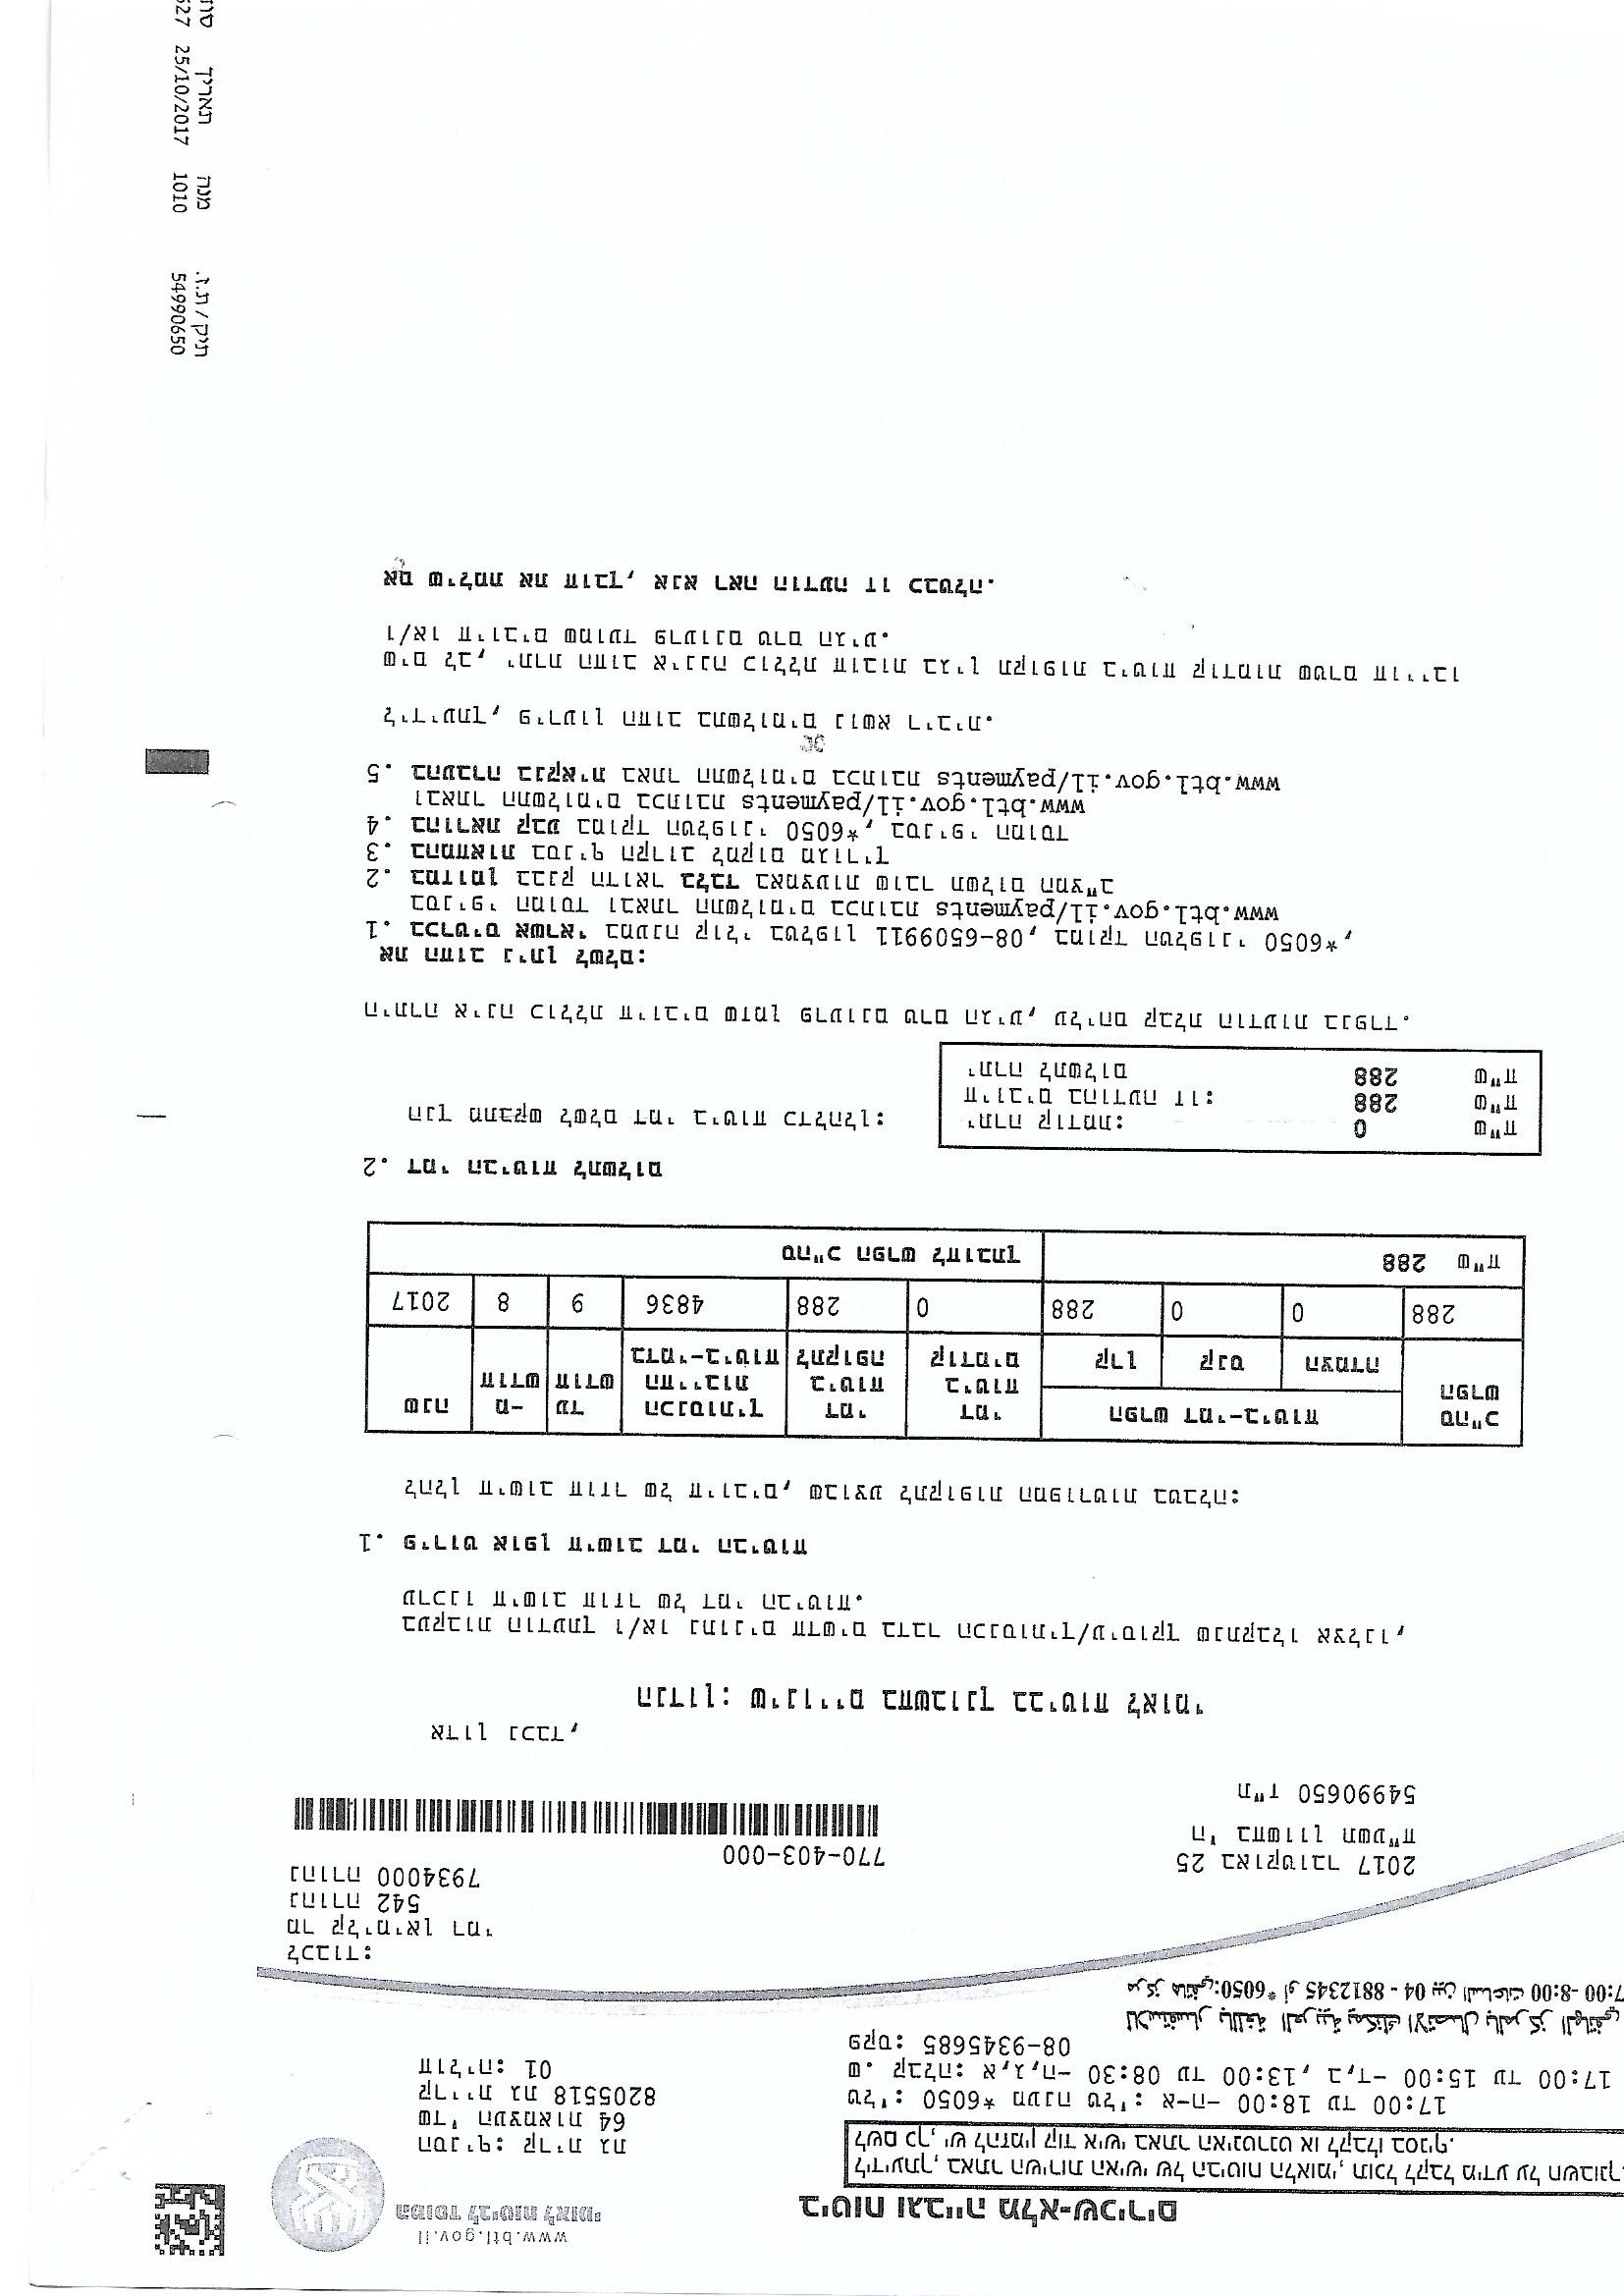 www.btl.gov.il
המוסד לביטוח לאומי
ביטוח וגבייה מלא-שכירים
לידיעתך, באתר השירות האישי של הביטוח הלאומי, תוכל לקבל מידע על חשבונך.
לשם כך, יש להזמין קוד אישי באתר האינטרנט או לקבלו בסניף.
הסניף: קרית גת
שד' העצמאות 64
קריית גת 8205518
חוליה: 01
טל': 6050* מענה טל': א-ה- 18:00 עד 17:00
ש. קבלה: א,ג,ה- 08:30 עד 13:00, ב,ד- 15:00 עד 17:00
פקס: 08-9345685
للاستفسار باللغة العربية يمكنك الاتصال بالمركز الهاتفي
مركز هاتفي:6050* أو 8812345 - 04 بين الساعات 8:00- 7:00
לכבוד:
מר קלימיאן רמי
נהורה 542
נהורה 7934000
770-403-000
25 באוקטובר 2017
ה' בחשוון תשע"ח
ת"ז 54990650
אדון נכבד,
הנדון: שינויים בחשבונך בביטוח לאומי
בעקבות הודעתך ו/או נתונים חדשים בדבר הכנסותיך/עיסוקך שנתקבלו אצלנו,
ערכנו חישוב חוזר של דמי הביטוח.
1. פירוט אופן חישוב דמי הביטוח
להלן חישוב חוזר של חיובים, שבוצע לתקופות המפורטות בטבלה:
שנה מ- עד הכנסותיך דמי דמי הפרש דמי-ביטוח סה"כ
חודש חודש החייבות ביטוח ביטוח הפרש
בדמי-ביטוח לתקופה קודמים קרן קנס הצמדה
2017 8 9 4836 288 0 288 0 0 288
סה"כ הפרש לחובתך 288 ש"ח
2. דמי הביטוח לתשלום
הנך מתבקש לשלם דמי ביטוח כדלהלן:
יתרה קודמת: 0 ש"ח
חיובים בהודעה זו: 288 ש"ח
יתרה לתשלום 288 ש"ח
היתרה אינה כוללת חיובים שזמן פרעונם טרם הגיע, עליהם קבלת הודעות בנפרד.
את החוב ניתן לשלם:
1. בכרטיס אשראי במענה קולי בטלפון 08-6509911, במוקד הטלפוני 6050*,
בסניפי המוסד ובאתר התשלומים בכתובת www.btl.gov.il/payments
2. במזומן בבנק הדואר בלבד באמצעות שובר תשלום המצ"ב
3. בהמחאות בסניף הקרוב למקום מגוריך
4. בהוראת קבע במוקד הטלפוני 6050*, בסניפי המוסד
ובאתר התשלומים בכתובת www.btl.gov.il/payments
5. בהעברה בנקאית באתר התשלומים בכתובת www.btl.gov.il/payments
לידיעתך, פירעון החוב בתשלומים נושא ריבית.
שים לב, יתרת החוב איננה כוללת חובות בגין תקופות ביטוח קודמות שטרם חוייבו
ו/או חיובים שמועד פרעונם טרם הגיע.
אם שילמת את חובך, אנא ראה הודעה זו כבטלה.
תיק / ת.ז. מנה תאריך
54990650 1010 25/10/2017